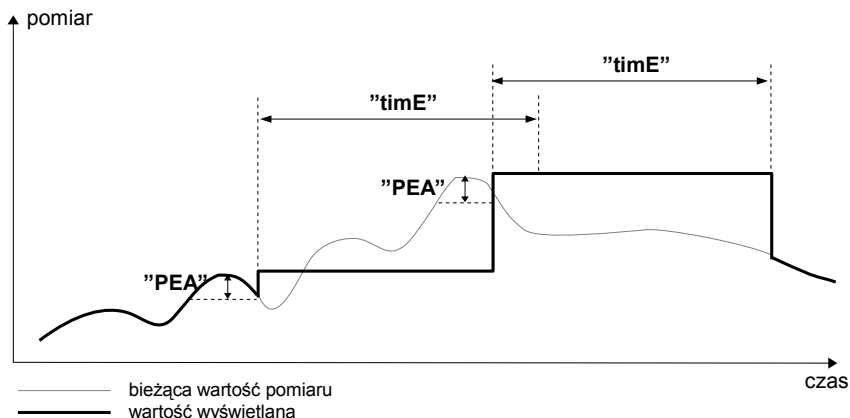 pomiar
”timE”
”timE”
”PEA”
”PEA”
czas
bieżąca wartość pomiaru
wartość wyświetlana